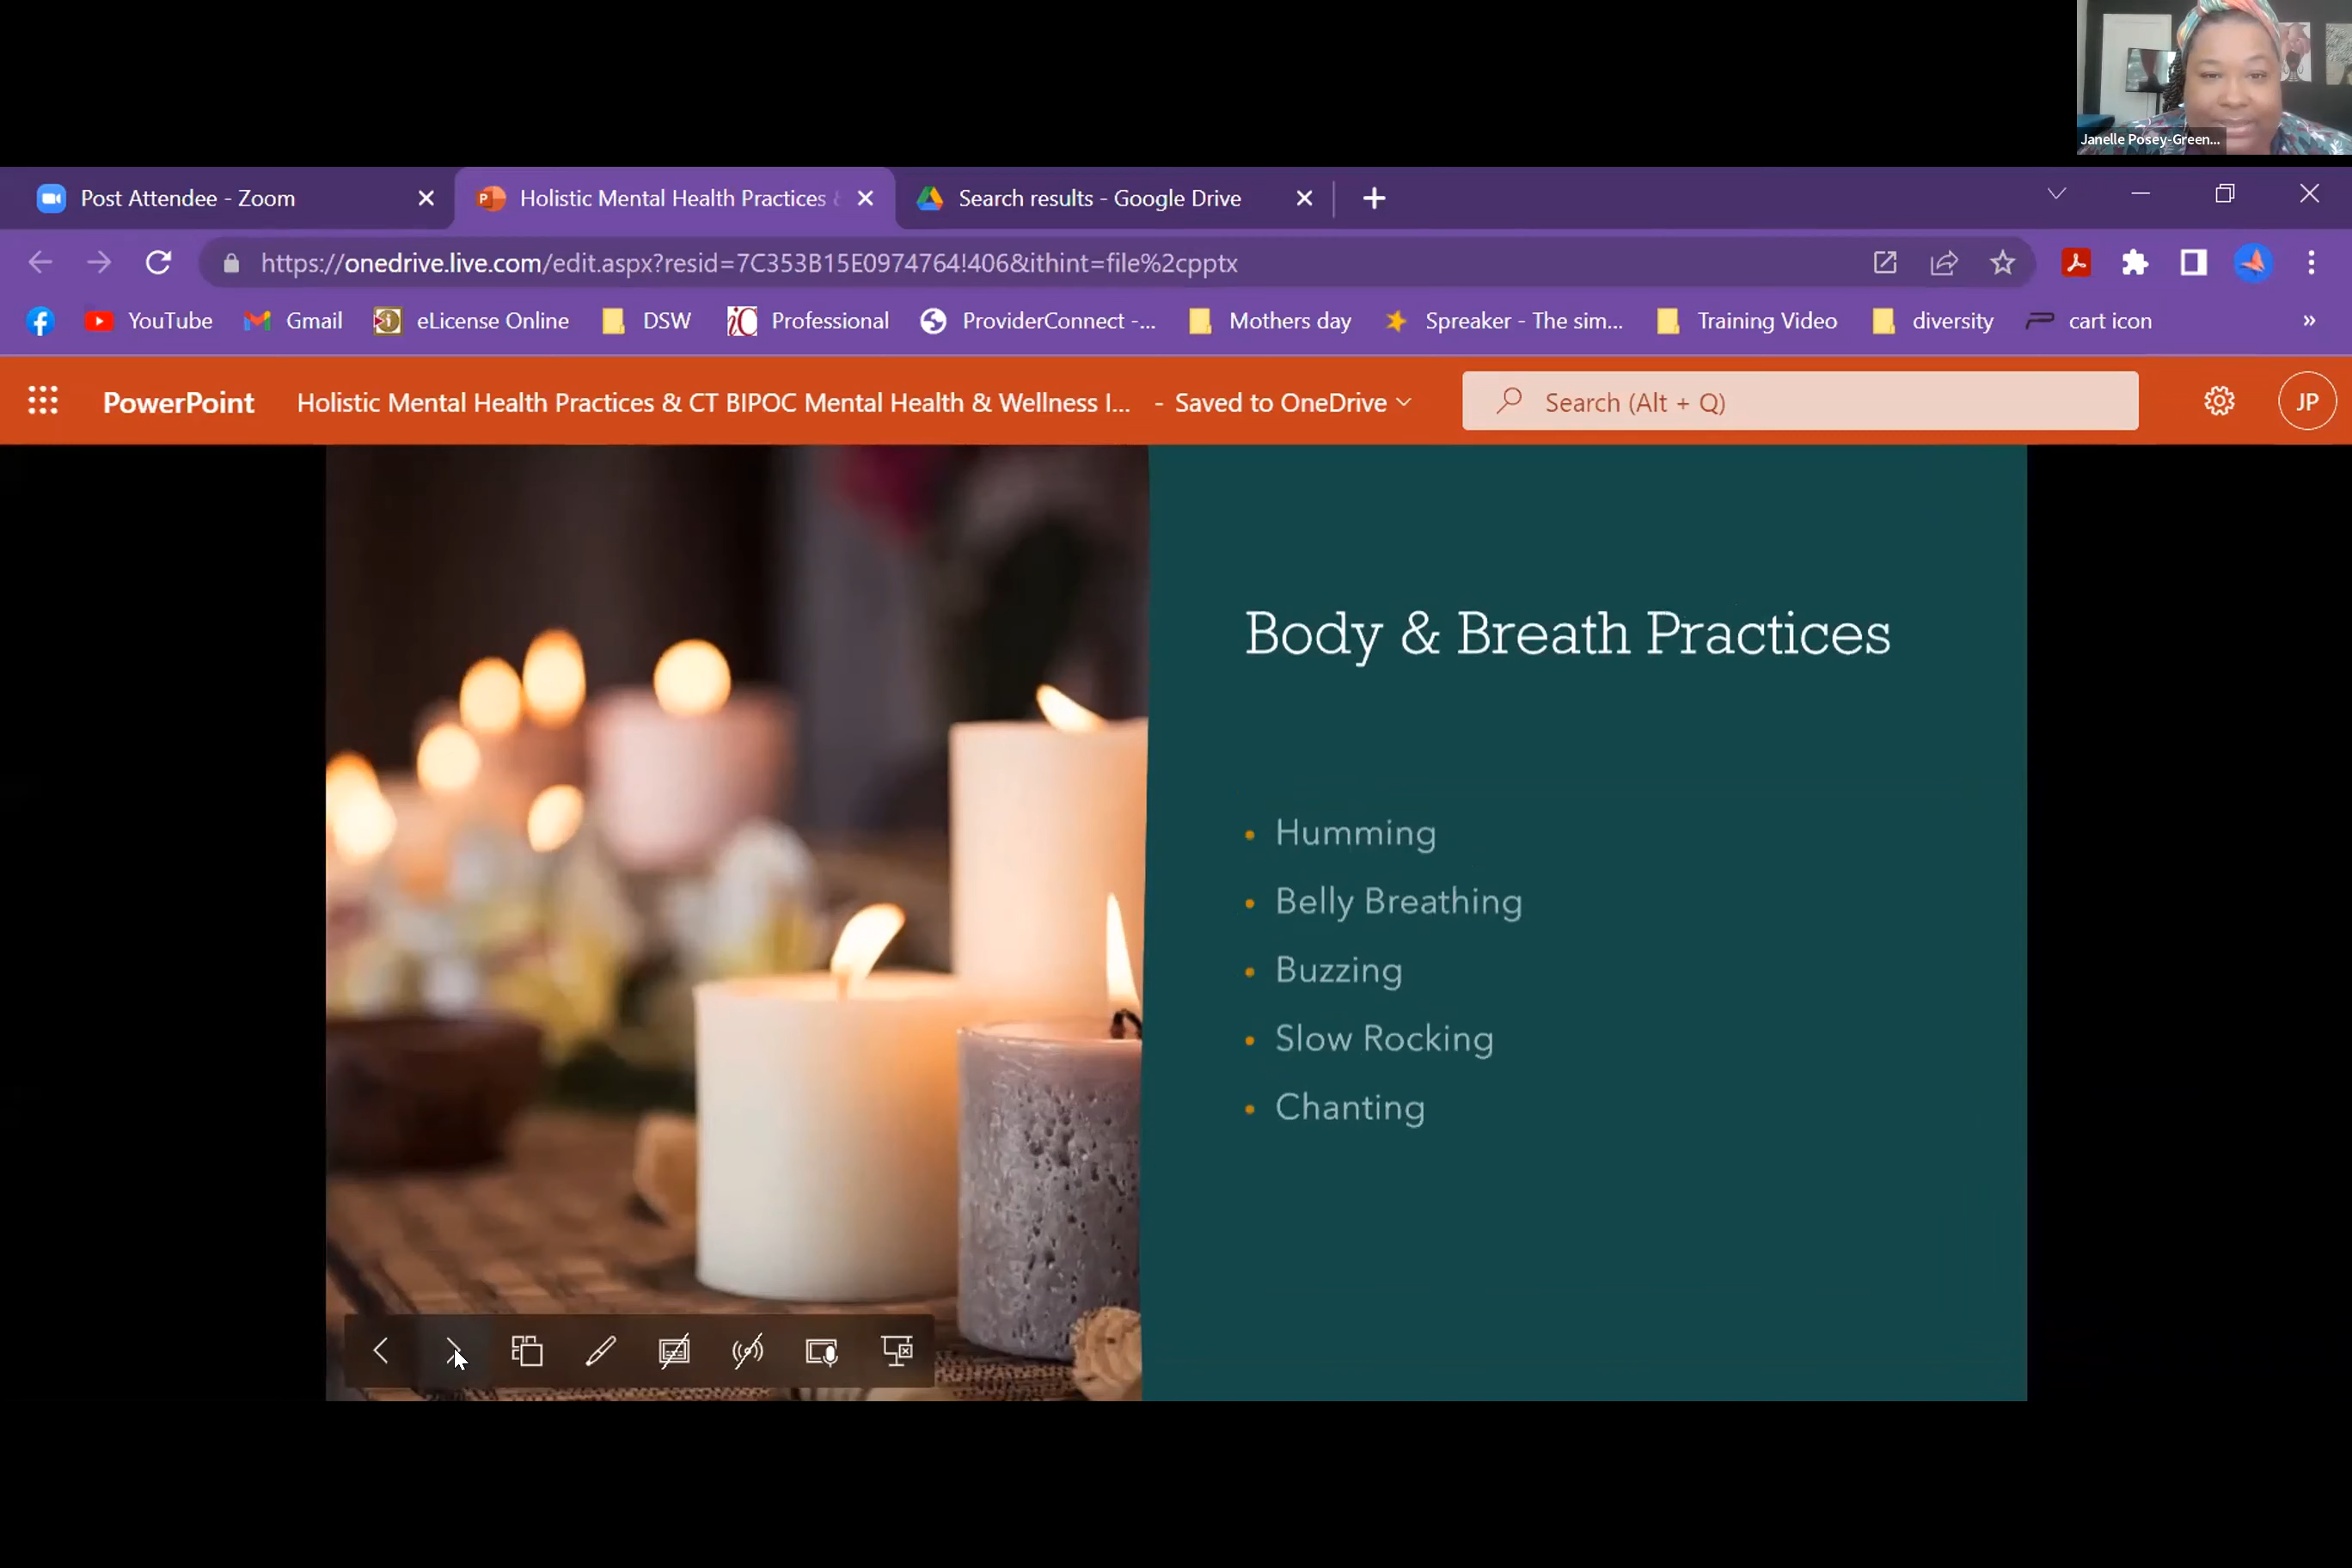 Janelle Posey-Green...
Post Attendee - Zoom
Holistic Mental Health Practices &
Search results - Google Drive
https://onedrive.live.com/edit.aspx?resid=7C353B15E0974764!406&ithint=file%2cpptx
YouTube
Gmail
eLicense Online
DSW
iC Professional
ProviderConnect -...
Mothers day
Spreaker - The sim...
Training Video
diversity
cart icon
»
PowerPoint
Holistic Mental Health Practices & CT BIPOC Mental Health & Wellness I... - Saved to OneDrive
Search (Alt + Q)
JP
Body & Breath Practices
• Humming
• Belly Breathing
• Buzzing
• Slow Rocking
• Chanting